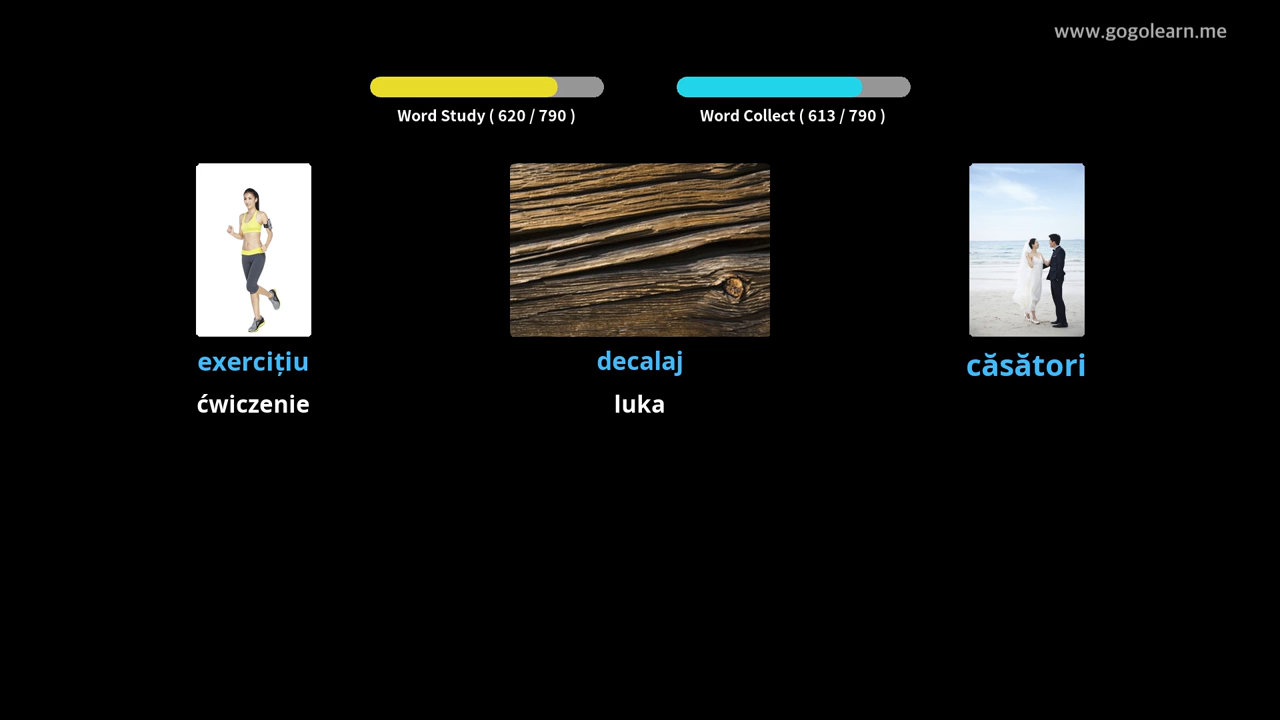 www.gogolearn.me
Word Study ( 620 / 790 )
Word Collect ( 613 / 790 )
exercițiu
decalaj
căsători
ćwiczenie
luka